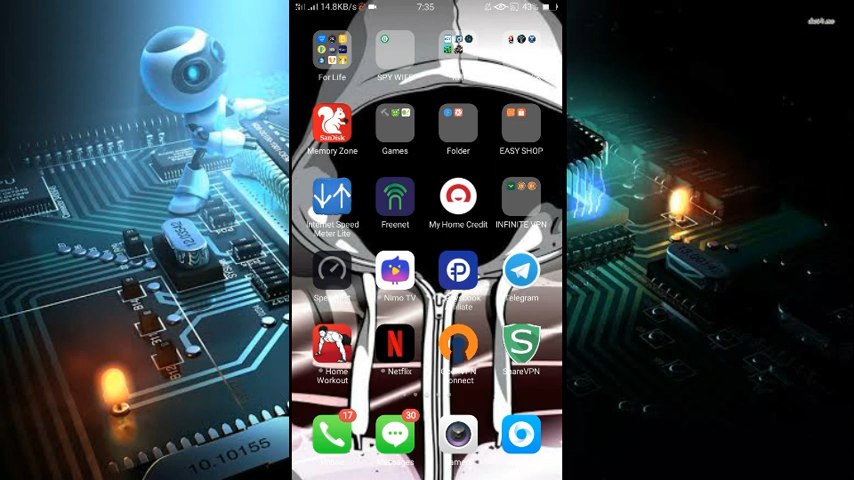 14.8KB/s
7:35
43%
For Life
SPY WIFI
SanDisk
Memory Zone
Games
Folder
EASY SHOP
Internet Speed
Meter Lite
Freenet
My Home Credit
INFINITE VPN
Nimo TV
Telegram
Home
Workout
Netflix
Connect
17
30
10.10155